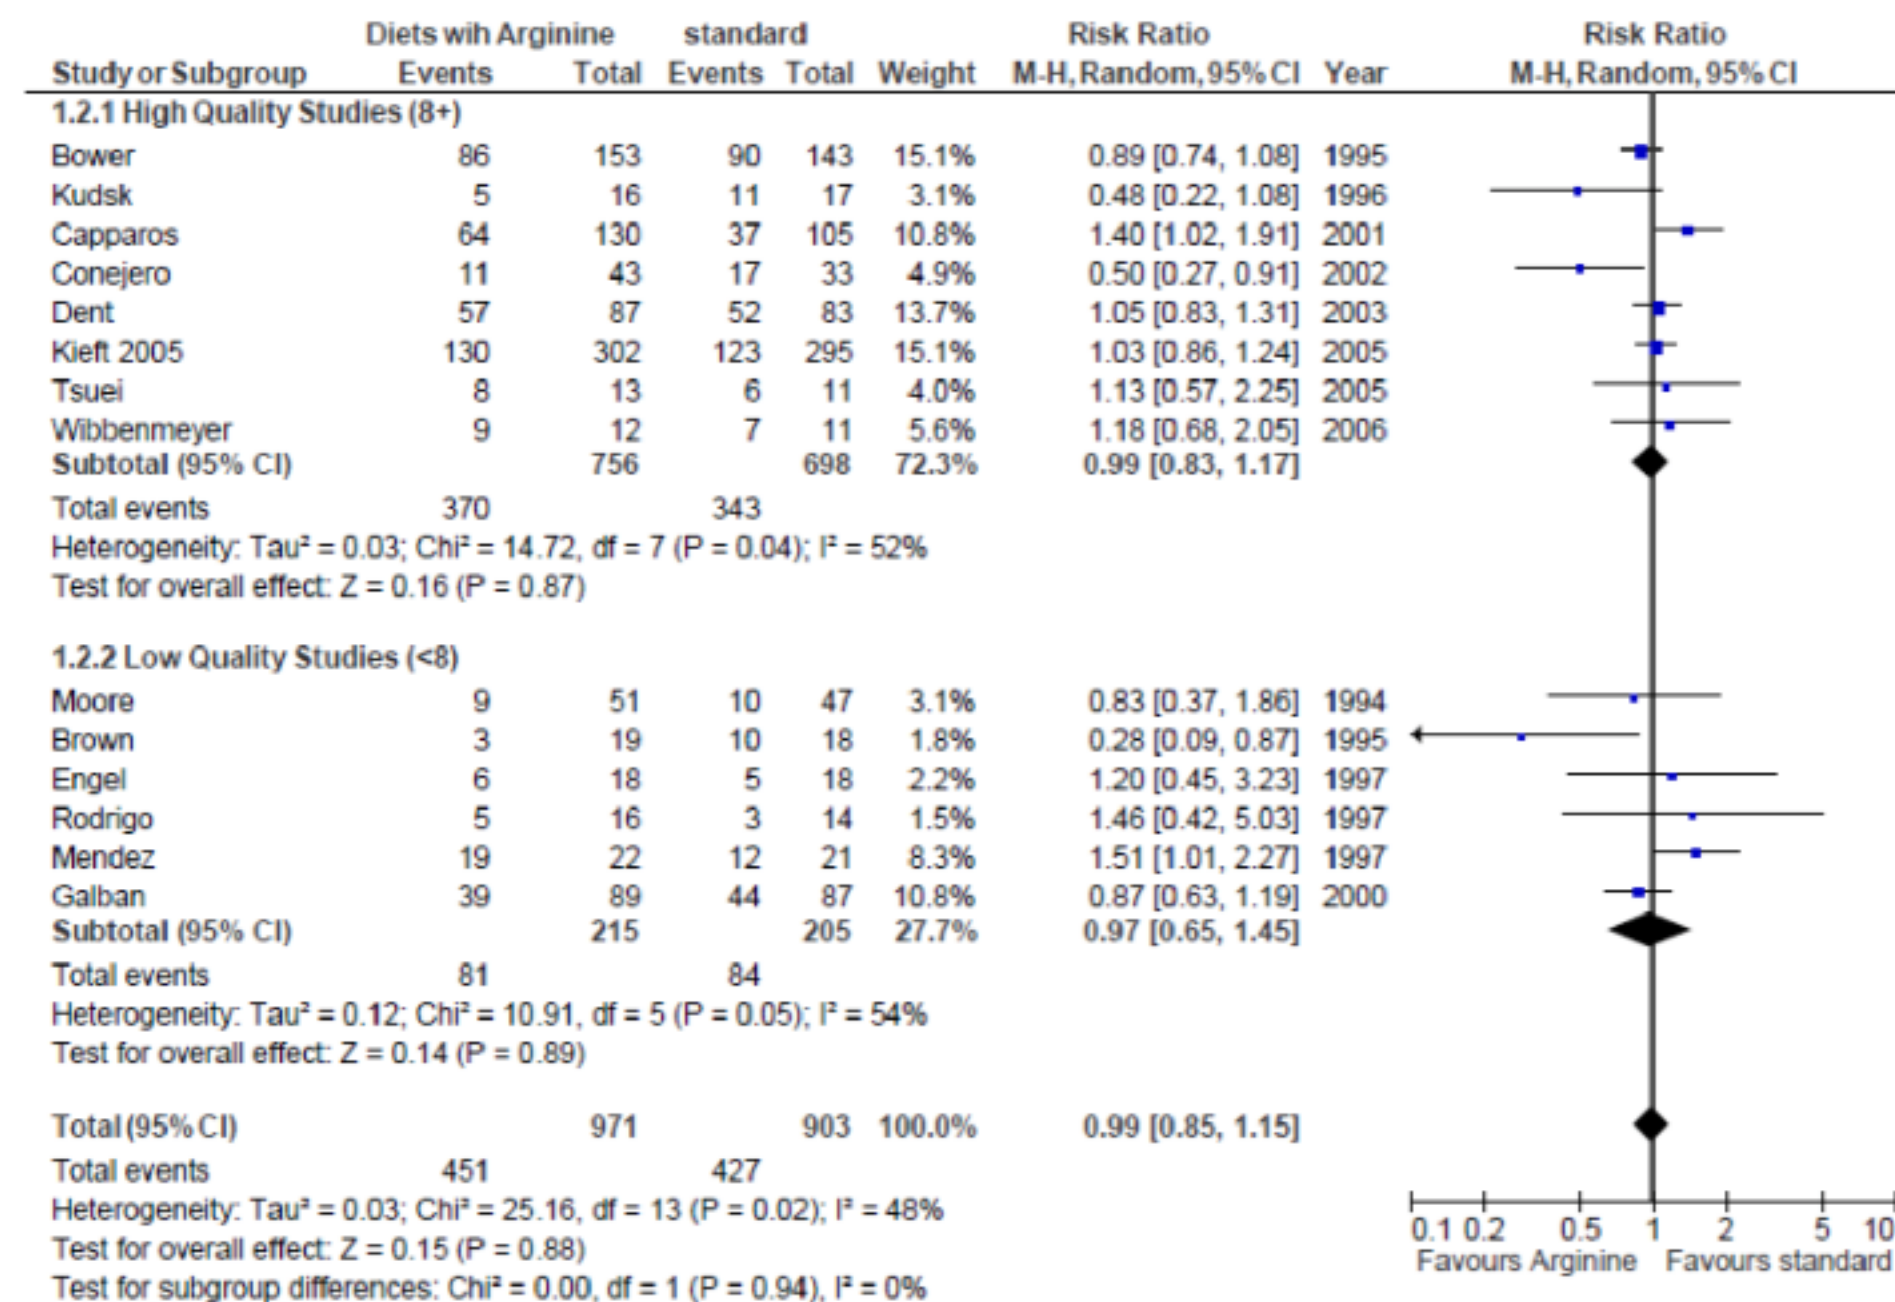 Diets wih Arginine standard Risk Ratio Risk Ratio
Study or Subgroup Events Total Events Total Weight M-H, Random, 95% CI Year M-H, Random, 95% CI
1.2.1 High Quality Studies (8+)
Bower 86 153 90 143 15.1% 0.89 [0.74, 1.08] 1995
Kudsk 5 16 11 17 3.1% 0.48 [0.22, 1.08] 1996
Capparos 64 130 37 105 10.8% 1.40 [1.02, 1.91] 2001
Conejero 11 43 17 33 4.9% 0.50 [0.27, 0.91] 2002
Dent 57 87 52 83 13.7% 1.05 [0.83, 1.31] 2003
Kieft 2005 130 302 123 295 15.1% 1.03 [0.86, 1.24] 2005
Tsuei 8 13 6 11 4.0% 1.13 [0.57, 2.25] 2005
Wibbenmeyer 9 12 7 11 5.6% 1.18 [0.68, 2.05] 2006
Subtotal (95% CI) 756 698 72.3% 0.99 [0.83, 1.17]
Total events 370 343
Heterogeneity: Tau² = 0.03; Chi² = 14.72, df = 7 (P = 0.04); I² = 52%
Test for overall effect: Z = 0.16 (P = 0.87)
1.2.2 Low Quality Studies (<8)
Moore 9 51 10 47 3.1% 0.83 [0.37, 1.86] 1994
Brown 3 19 10 18 1.8% 0.28 [0.09, 0.87] 1995
Engel 6 18 5 18 2.2% 1.20 [0.45, 3.23] 1997
Rodrigo 5 16 3 14 1.5% 1.46 [0.42, 5.03] 1997
Mendez 19 22 12 21 8.3% 1.51 [1.01, 2.27] 1997
Galban 39 89 44 87 10.8% 0.87 [0.63, 1.19] 2000
Subtotal (95% CI) 215 205 27.7% 0.97 [0.65, 1.45]
Total events 81 84
Heterogeneity: Tau² = 0.12; Chi² = 10.91, df = 5 (P = 0.05); I² = 54%
Test for overall effect: Z = 0.14 (P = 0.89)
Total (95% CI) 971 903 100.0% 0.99 [0.85, 1.15]
Total events 451 427
Heterogeneity: Tau² = 0.03; Chi² = 25.16, df = 13 (P = 0.02); I² = 48%
Test for overall effect: Z = 0.15 (P = 0.88)
Test for subgroup differences: Chi² = 0.00, df = 1 (P = 0.94), I² = 0%
0.1 0.2 0.5 1 2 5 10
Favours Arginine Favours standard